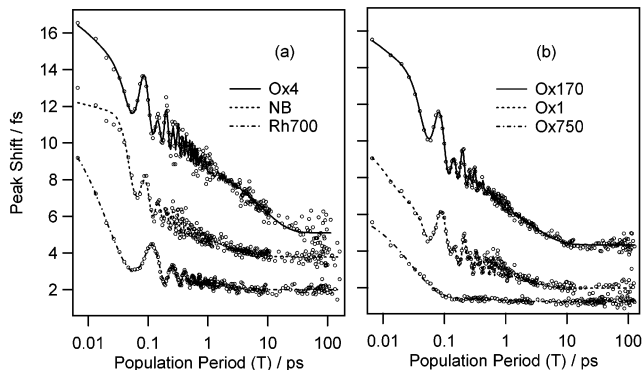 16
14
12
10
8
6
4
2
Peak Shift / fs
(a)
Ox4
NB
Rh700
0.01
0.1
1
10
100
Population Period (T) / ps
(b)
Ox170
Ox1
Ox750
0.01
0.1
1
10
100
Population Period (T) / ps